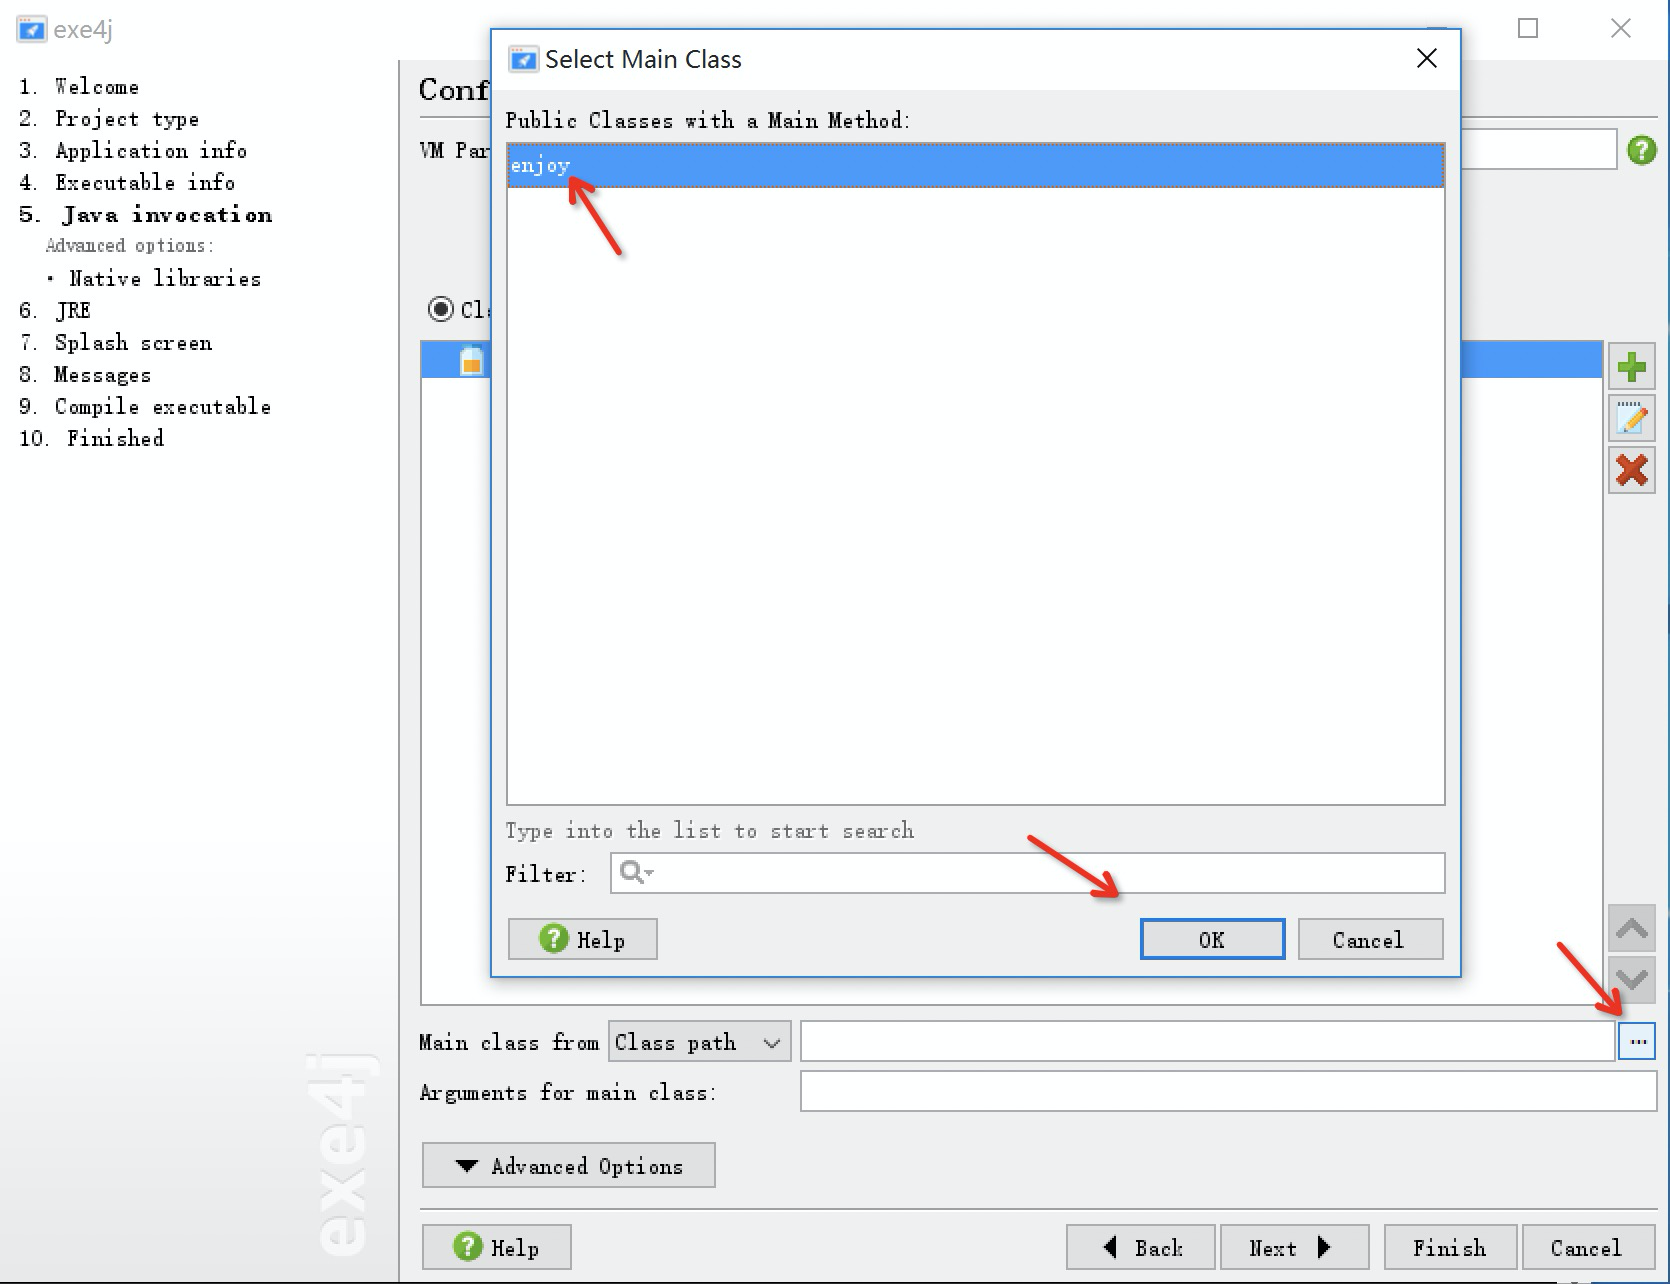 exe4j
1. Welcome
2. Project type
3. Application info
4. Executable info
5. Java invocation
Advanced options:
· Native libraries
6. JRE
7. Splash screen
8. Messages
9. Compile executable
10. Finished
exe4j
Conf
VM Par
Select Main Class
Public Classes with a Main Method:
enjoy
Type into the list to start search
Filter:
Help
OK
Cancel
Main class from
Class path
...
Arguments for main class:
Advanced Options
Help
Back
Next
Finish
Cancel